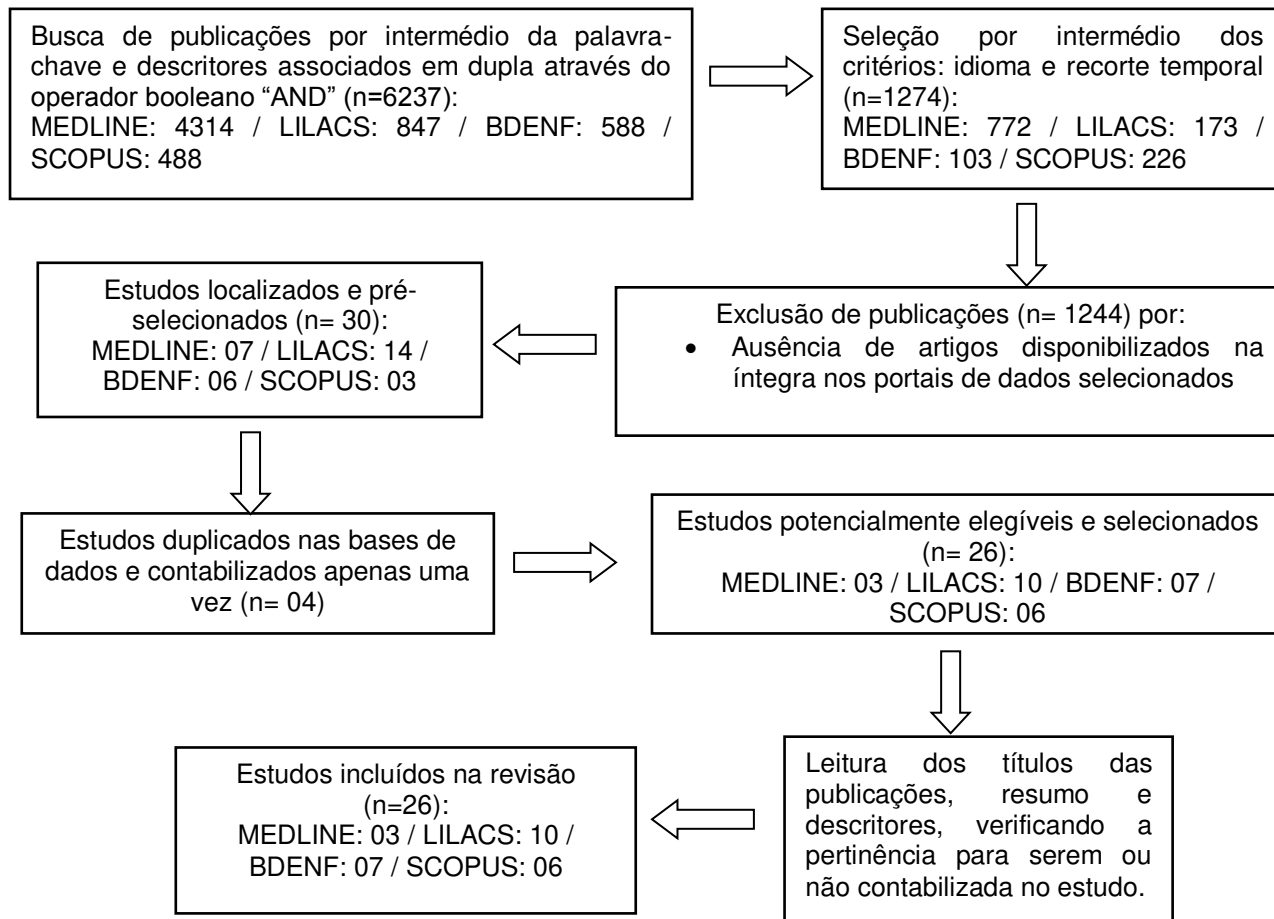 Busca de publicações por intermédio da palavra-
chave e descritores associados em dupla através do
operador booleano “AND” (n=6237):
MEDLINE: 4314 / LILACS: 847 / BDENF: 588 /
SCOPUS: 488
Seleção por intermédio dos
critérios: idioma e recorte temporal
(n=1274):
MEDLINE: 772 / LILACS: 173 /
BDENF: 103 / SCOPUS: 226
Exclusão de publicações (n= 1244) por:
• Ausência de artigos disponibilizados na
íntegra nos portais de dados selecionados
Estudos localizados e pré-
selecionados (n= 30):
MEDLINE: 07 / LILACS: 14 /
BDENF: 06 / SCOPUS: 03
Estudos duplicados nas bases de
dados e contabilizados apenas uma
vez (n= 04)
Estudos potencialmente elegíveis e selecionados
(n= 26):
MEDLINE: 03 / LILACS: 10 / BDENF: 07 /
SCOPUS: 06
Leitura dos títulos das
publicações, resumo e
descritores, verificando a
pertinência para serem ou
não contabilizada no estudo.
Estudos incluídos na revisão
(n=26):
MEDLINE: 03 / LILACS: 10 /
BDENF: 07 / SCOPUS: 06